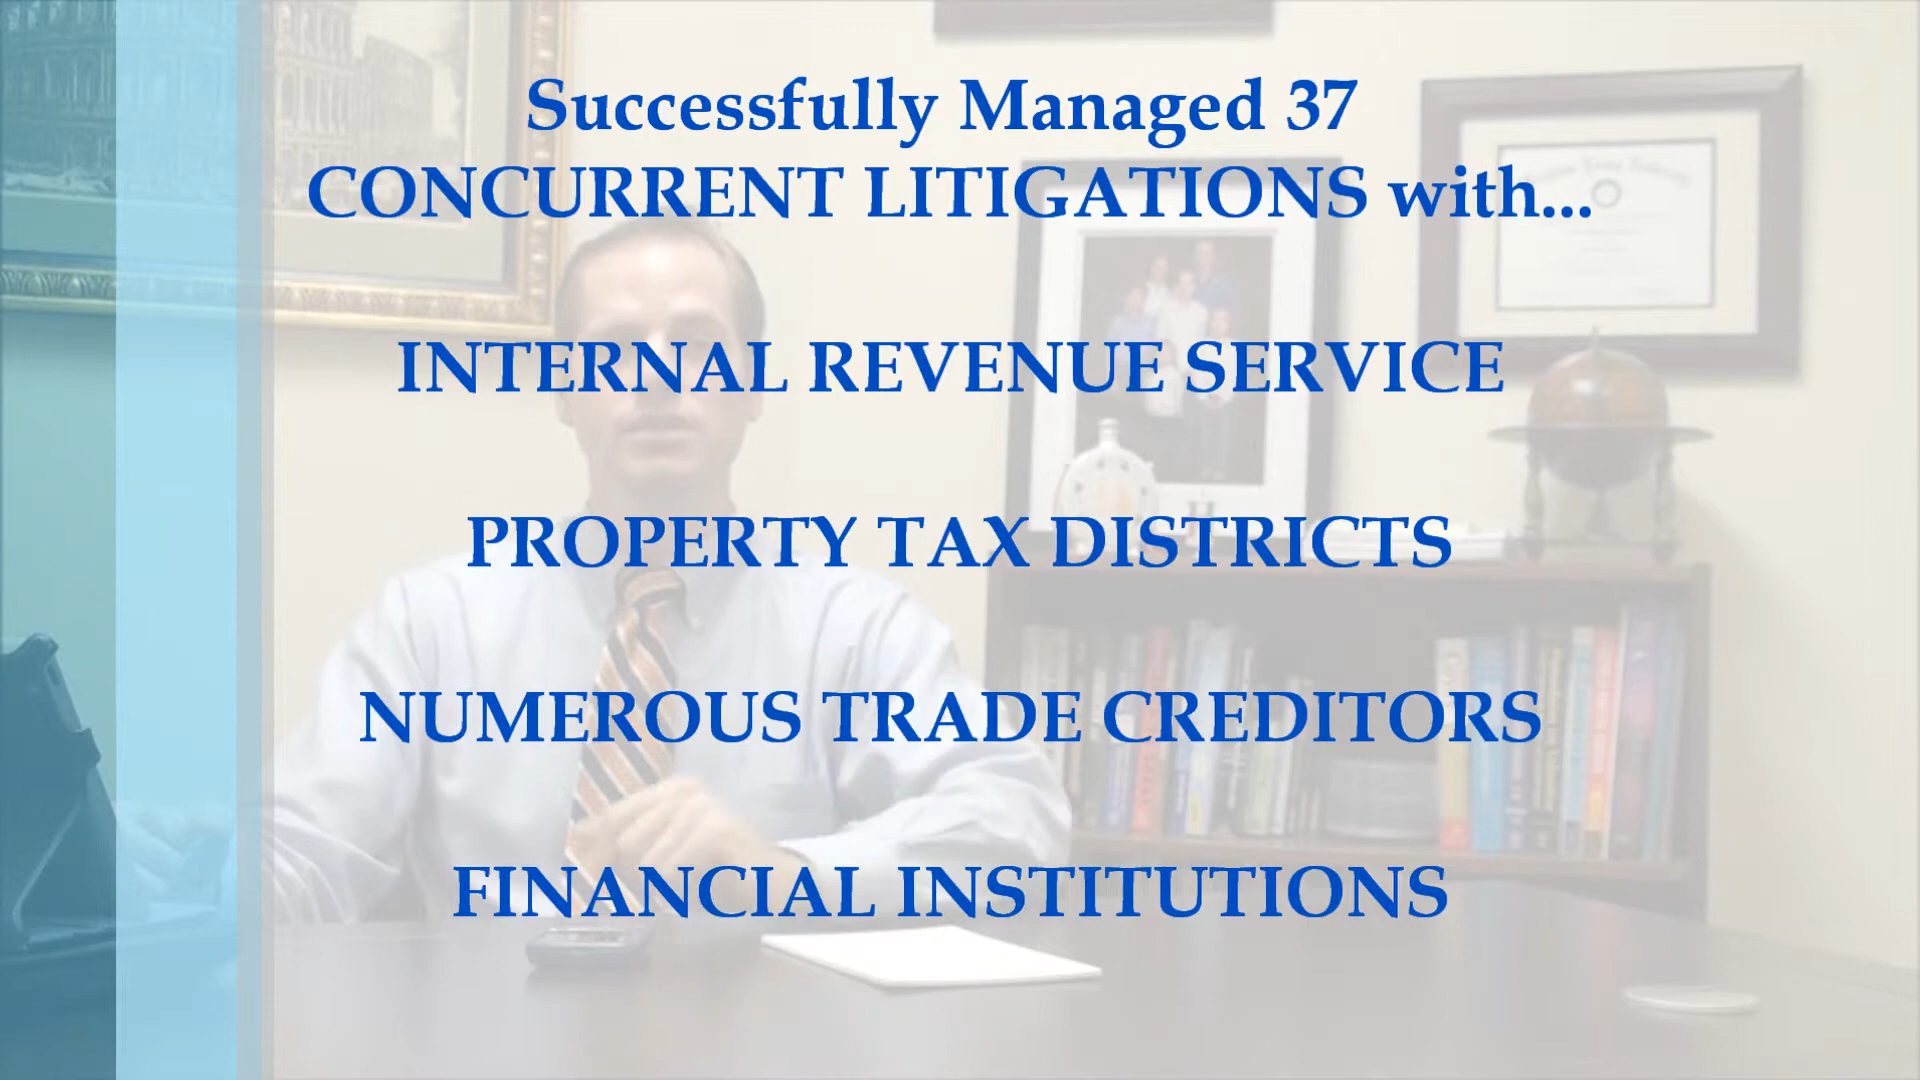 Successfully Managed 37
CONCURRENT LITIGATIONS with...
INTERNAL REVENUE SERVICE
PROPERTY TAX DISTRICTS
NUMEROUS TRADE CREDITORS
FINANCIAL INSTITUTIONS